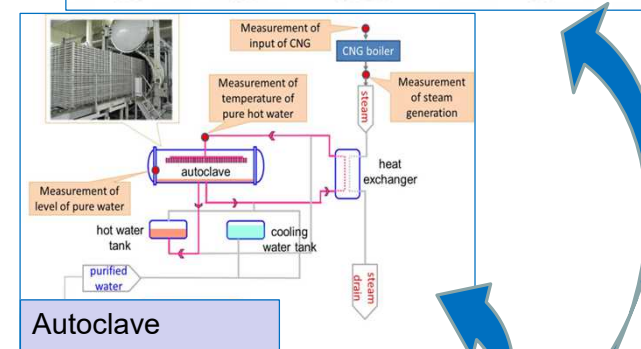 Measurement of
input of CNG
CNG boiler
Measurement of
temperature of
pure hot water
Measurement
of steam
generation
steam
autoclave
heat
exchanger
Measurement of
level of pure water
hot water
tank
cooling
water tank
purified
water
steam
drain
Autoclave